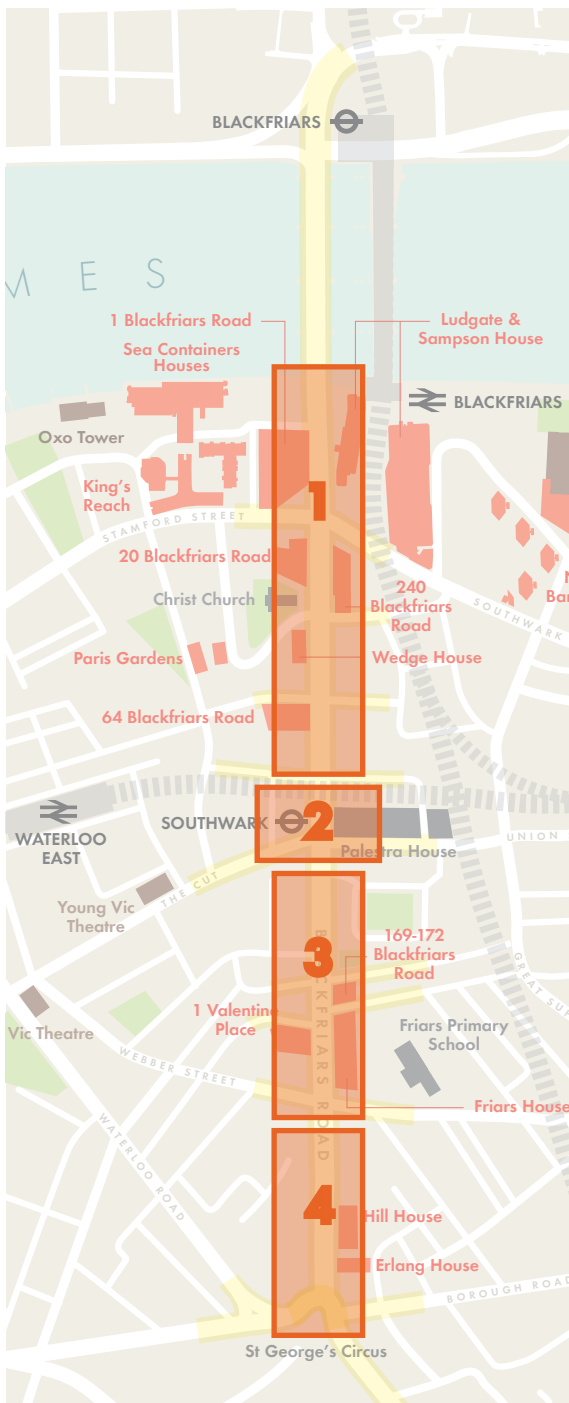 BLACKFRIARS
M E S
1 Blackfriars Road
Ludgate &
Sampson House
Sea Containers
Houses
BLACKFRIARS
Oxo Tower
King's
Reach
1
STAMFORD STREET
20 Blackfriars Road
240
Blackfriars
Road
Christ Church
SOUTHWARK
Paris Gardens
Wedge House
64 Blackfriars Road
WATERLOO
EAST
SOUTHWARK
2
UNION
Palestra House
THE CUT
Young Vic
Theatre
3
169-172
Blackfriars
Road
BLACKFRIARS ROAD
1 Valentine
Place
Vic Theatre
Friars Primary
School
WEBBER STREET
Friars House
WATERLOO ROAD
4
Hill House
Erlang House
BOROUGH ROAD
St George's Circus